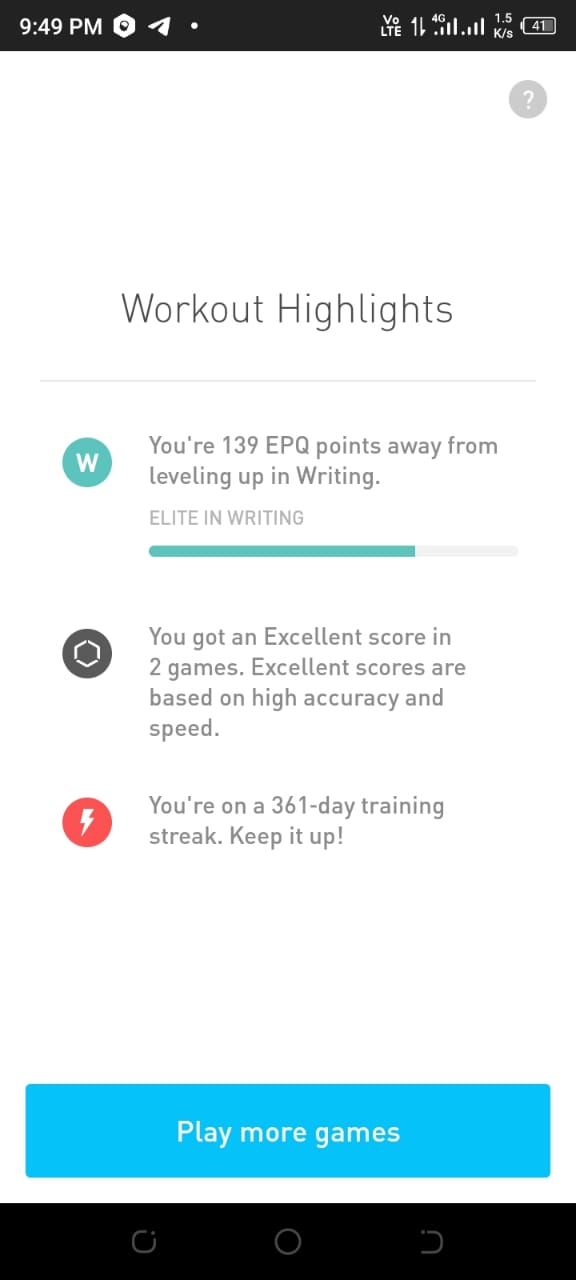 9:49 PM
Vo LTE 4G 1.5 K/s 41
?
Workout Highlights
W
You're 139 EPQ points away from
leveling up in Writing.
ELITE IN WRITING
You got an Excellent score in
2 games. Excellent scores are
based on high accuracy and
speed.
You're on a 361-day training
streak. Keep it up!
Play more games